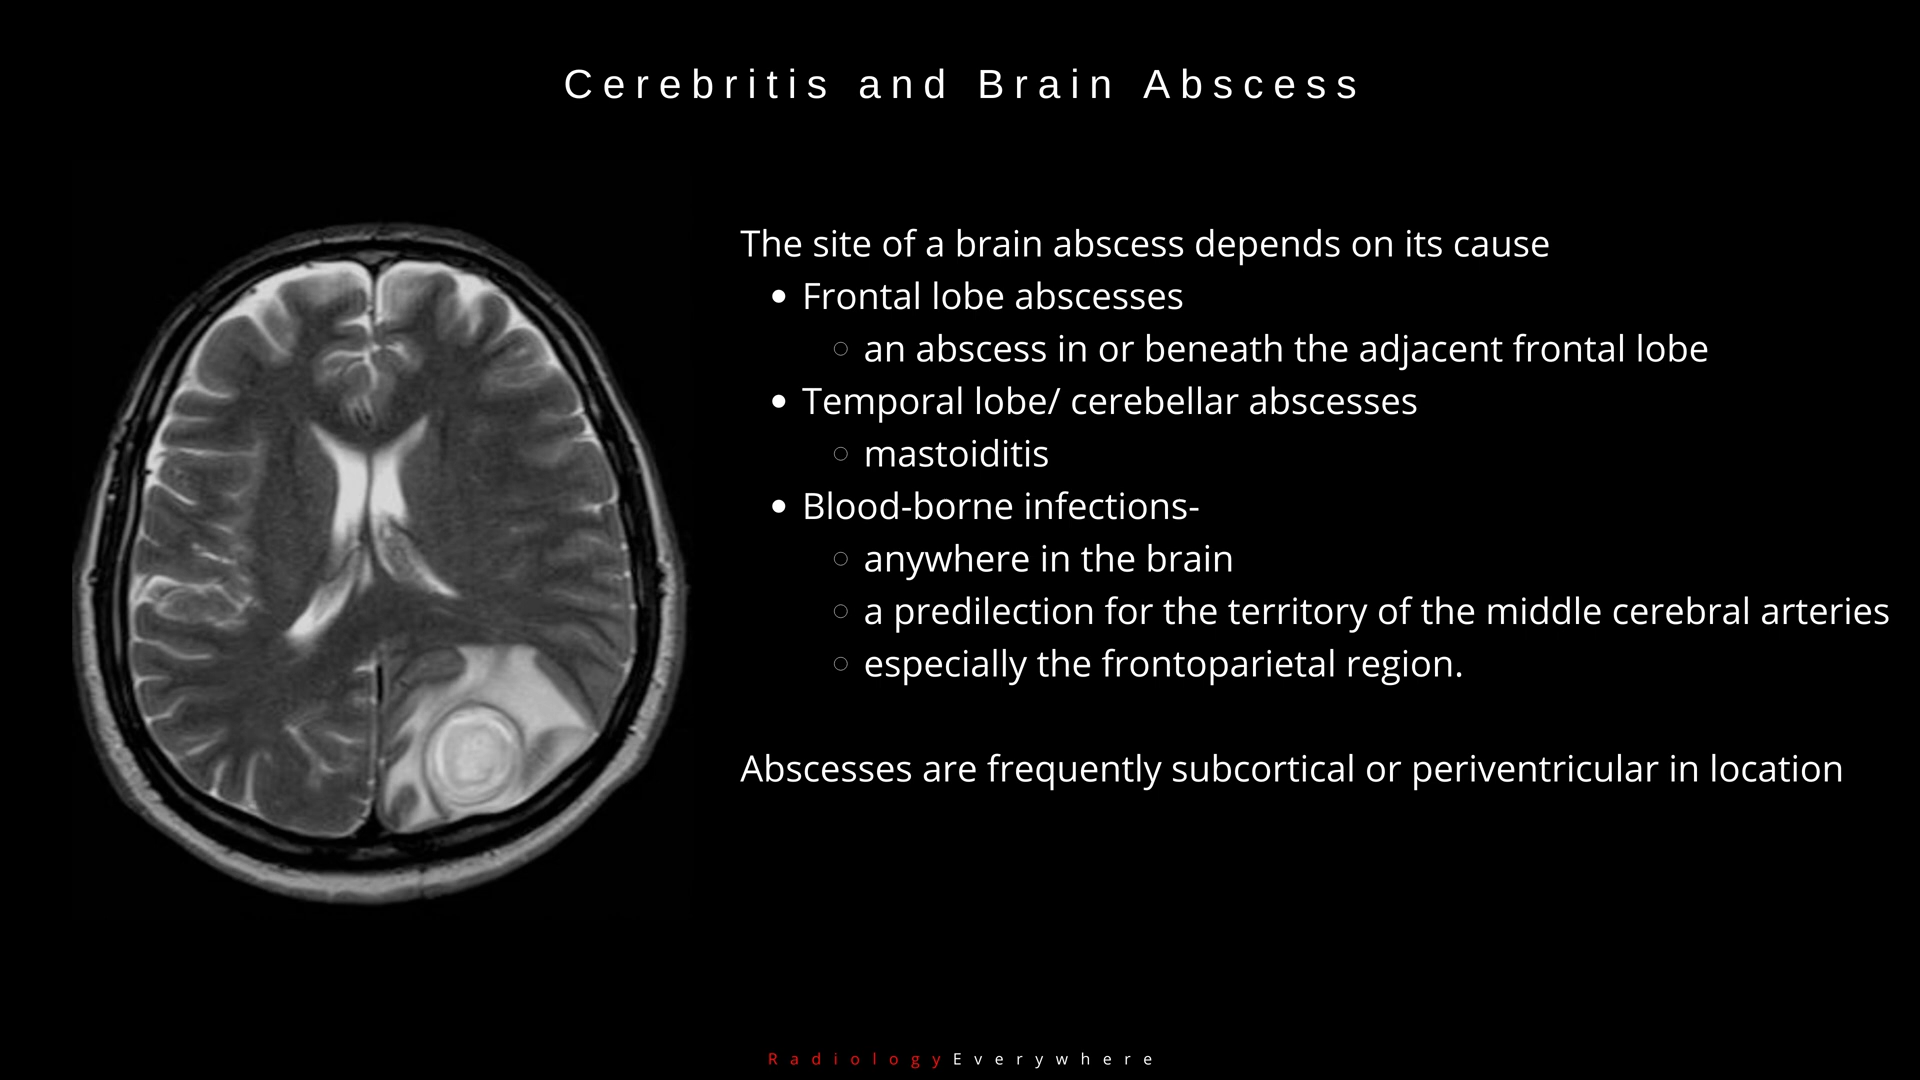 Cerebritis and Brain Abscess
The site of a brain abscess depends on its cause
• Frontal lobe abscesses
○ an abscess in or beneath the adjacent frontal lobe
• Temporal lobe/ cerebellar abscesses
○ mastoiditis
• Blood-borne infections-
○ anywhere in the brain
○ a predilection for the territory of the middle cerebral arteries
○ especially the frontoparietal region.
Abscesses are frequently subcortical or periventricular in location
RadiologyEverywhere